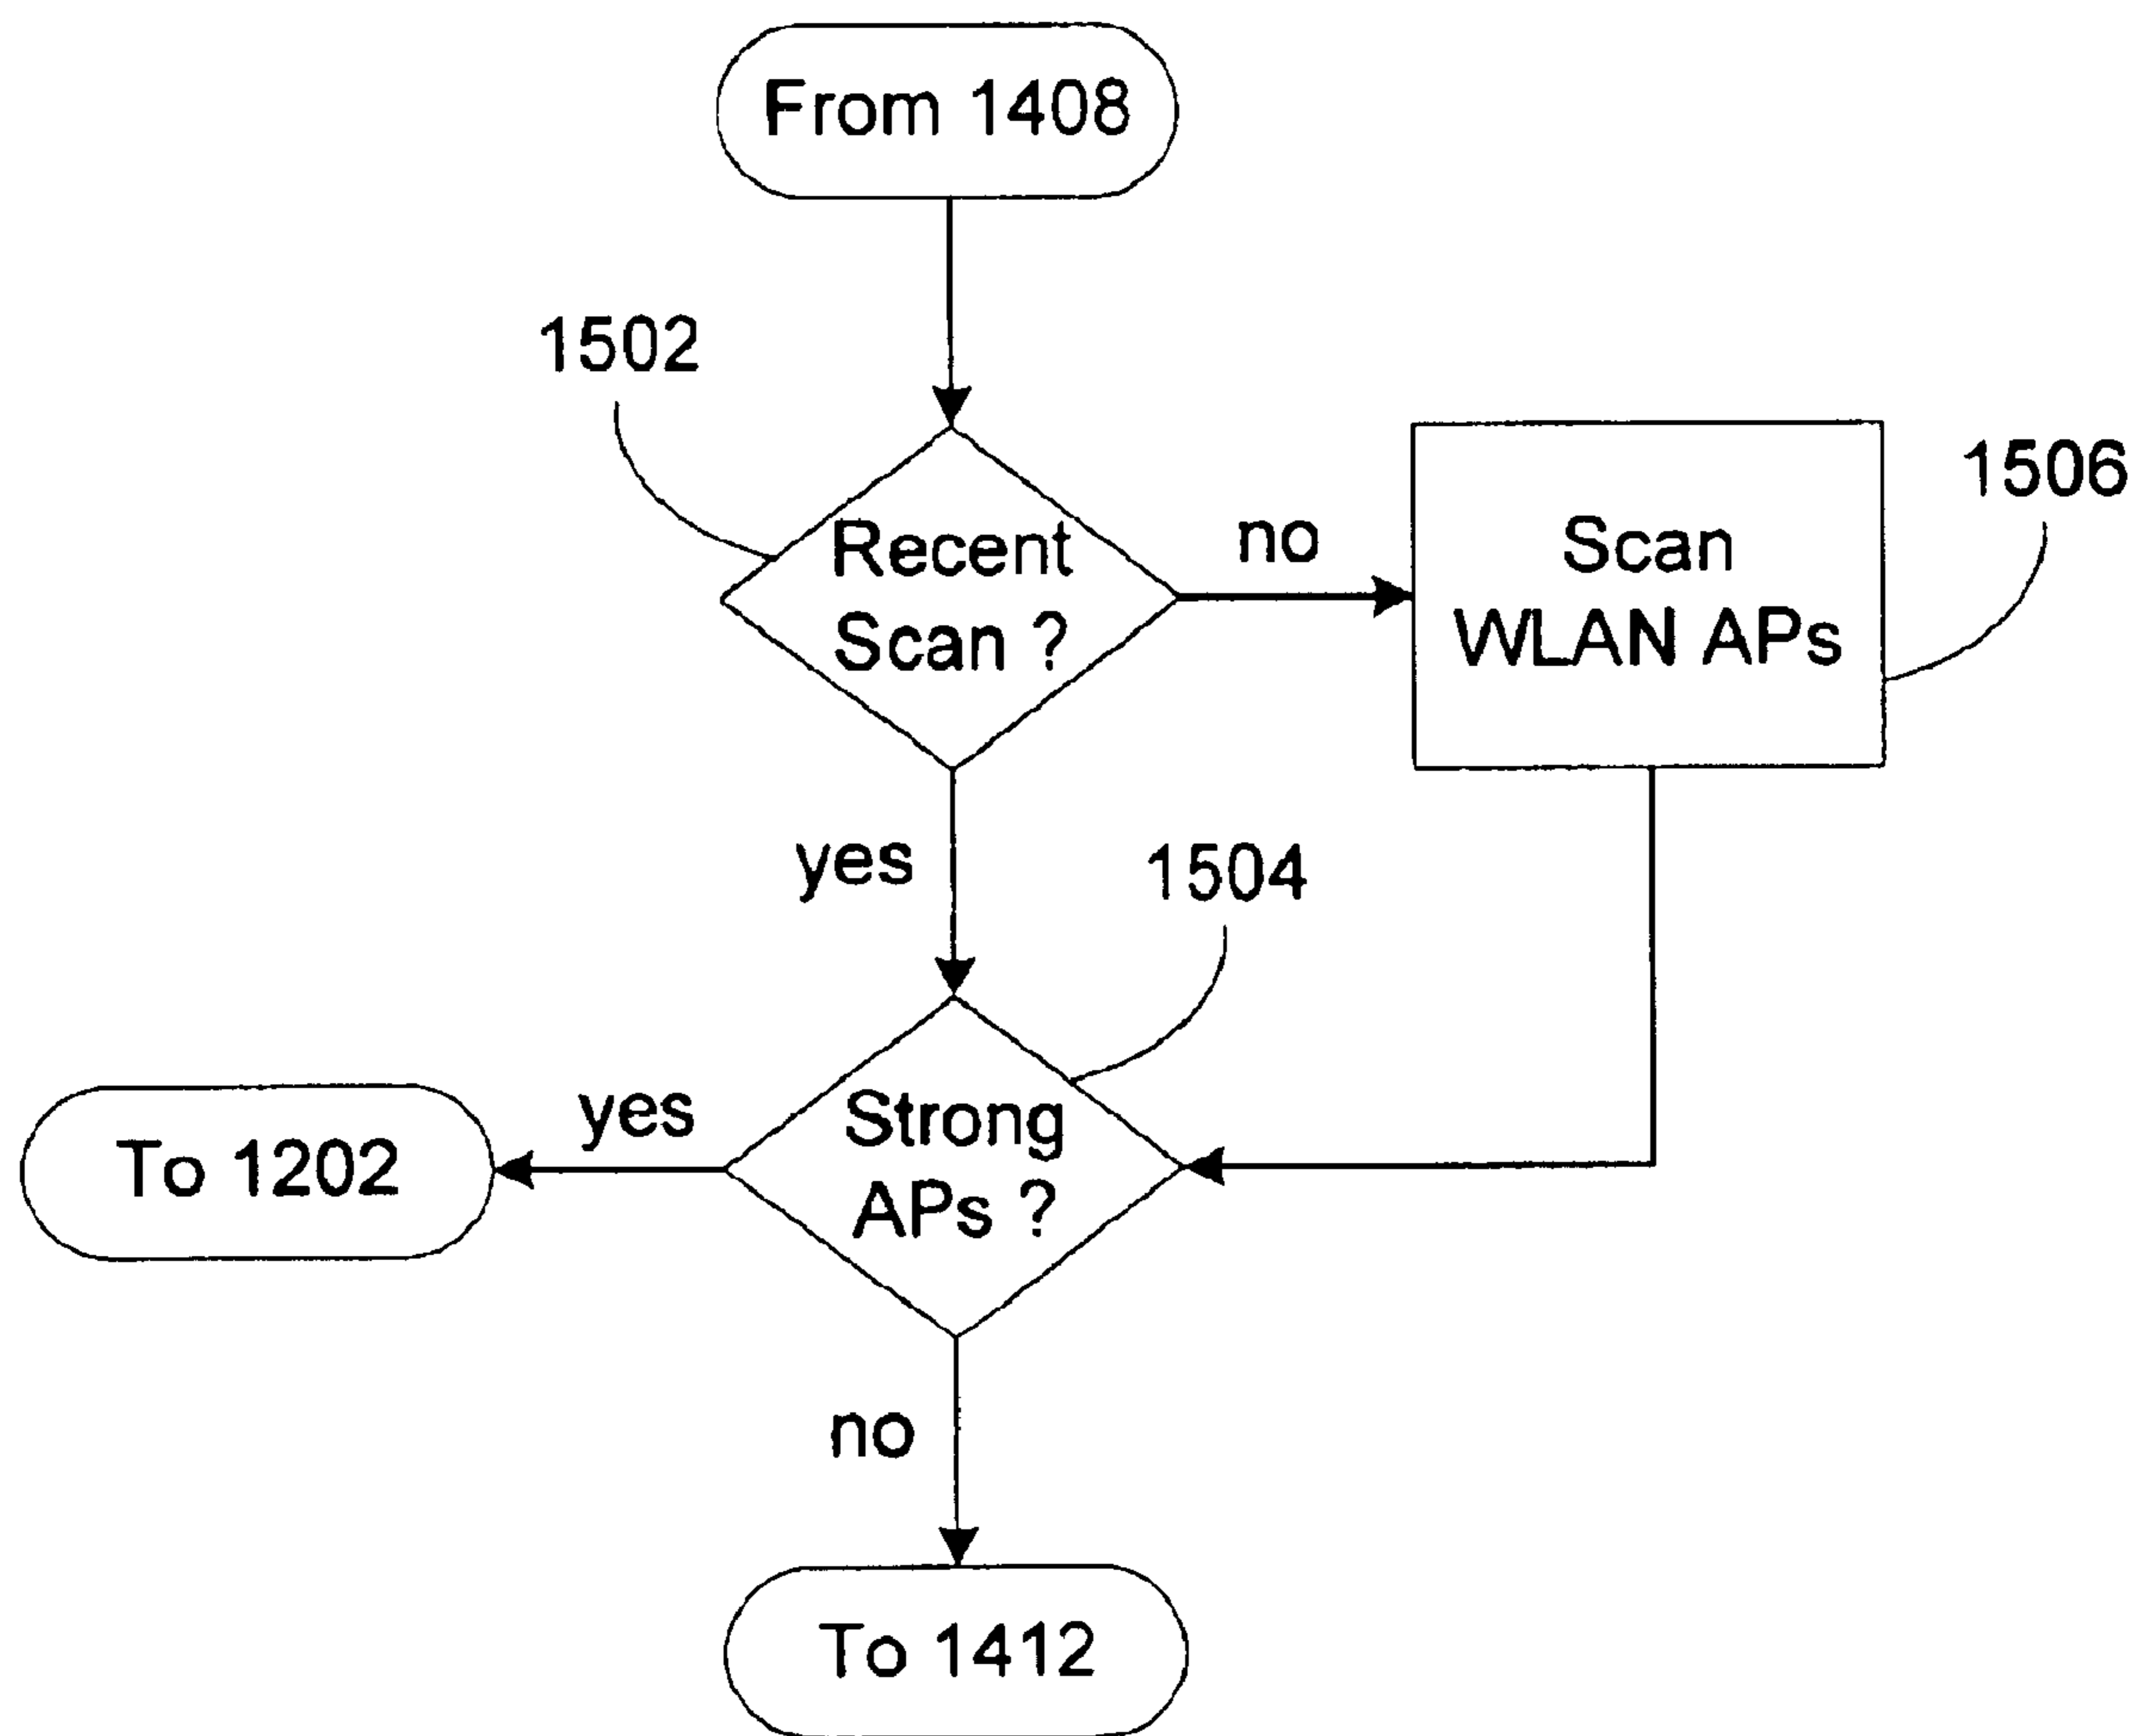 From 1408
1502
Recent
Scan ?
no
Scan
WLAN APs
1506
yes
1504
Strong
APs ?
yes
To 1202
no
To 1412